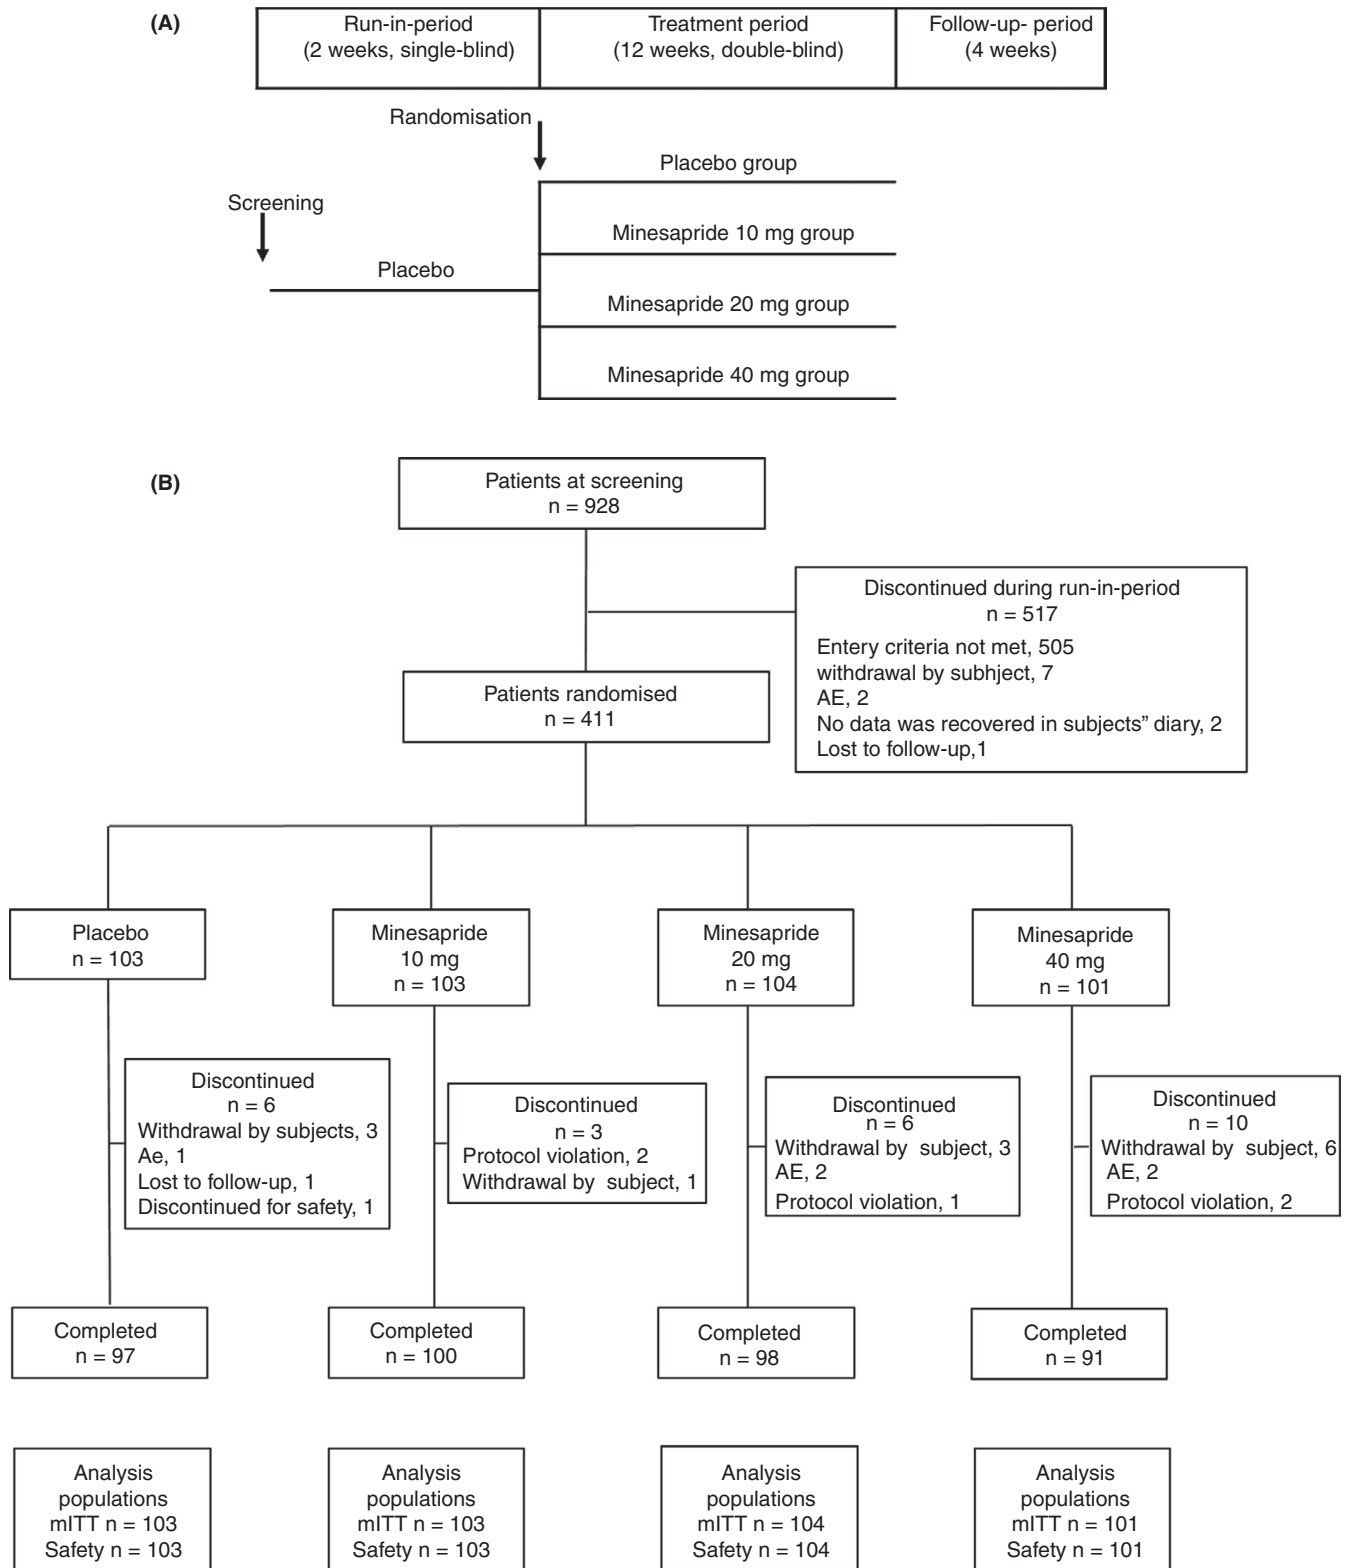 (A)
Run-in-period
(2 weeks, single-blind)
Treatment period
(12 weeks, double-blind)
Follow-up- period
(4 weeks)
Randomisation
Placebo group
Screening
Minesapride 10 mg group
Placebo
Minesapride 20 mg group
Minesapride 40 mg group
(B)
Patients at screening
n = 928
Discontinued during run-in-period
n = 517
Entery criteria not met, 505
withdrawal by subhject, 7
AE, 2
No data was recovered in subjects” diary, 2
Lost to follow-up,1
Patients randomised
n = 411
Placebo
n = 103
Minesapride
10 mg
n = 103
Minesapride
20 mg
n = 104
Minesapride
40 mg
n = 101
Discontinued
n = 6
Withdrawal by subjects, 3
Ae, 1
Lost to follow-up, 1
Discontinued for safety, 1
Discontinued
n = 3
Protocol violation, 2
Withdrawal by subject, 1
Discontinued
n = 6
Withdrawal by subject, 3
AE, 2
Protocol violation, 1
Discontinued
n = 10
Withdrawal by subject, 6
AE, 2
Protocol violation, 2
Completed
n = 97
Completed
n = 100
Completed
n = 98
Completed
n = 91
Analysis
populations
mITT n = 103
Safety n = 103
Analysis
populations
mITT n = 103
Safety n = 103
Analysis
populations
mITT n = 104
Safety n = 104
Analysis
populations
mITT n = 101
Safety n = 101